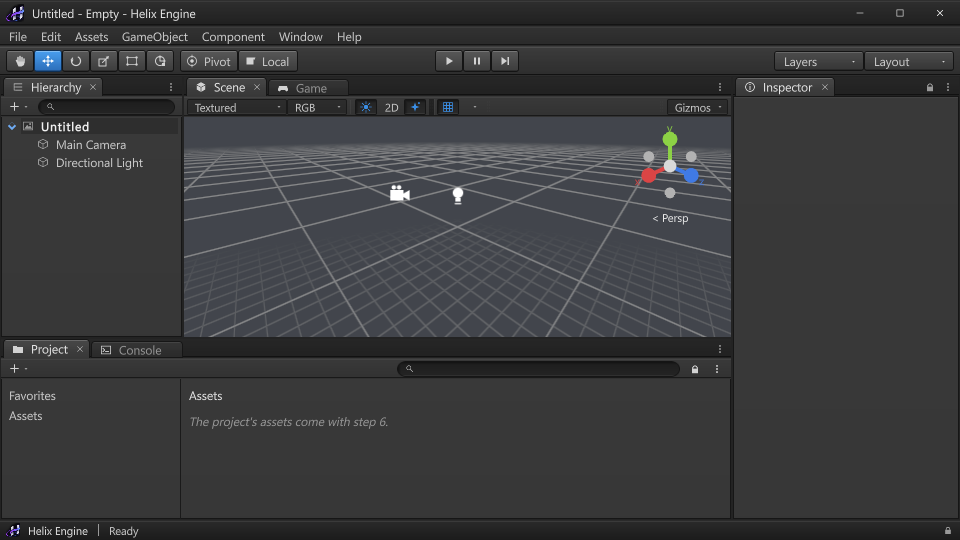 Untitled - Empty - Helix Engine
File Edit Assets GameObject Component Window Help
Pivot Local Layers Layout
Hierarchy Scene Game Inspector
Textured RGB 2D Gizmos
Untitled
Main Camera
Directional Light
y
< Persp
Project Console
Favorites
Assets
Assets
The project's assets come with step 6.
Helix Engine Ready